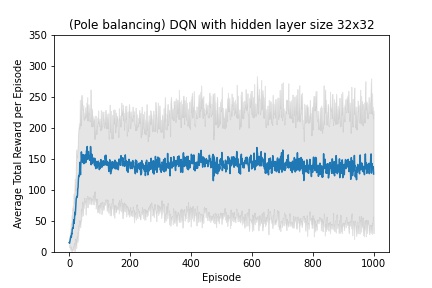 (Pole balancing) DQN with hidden layer size 32x32
350
300
250
200
150
100
50
0
Average Total Reward per Episode
0 200 400 600 800 1000
Episode